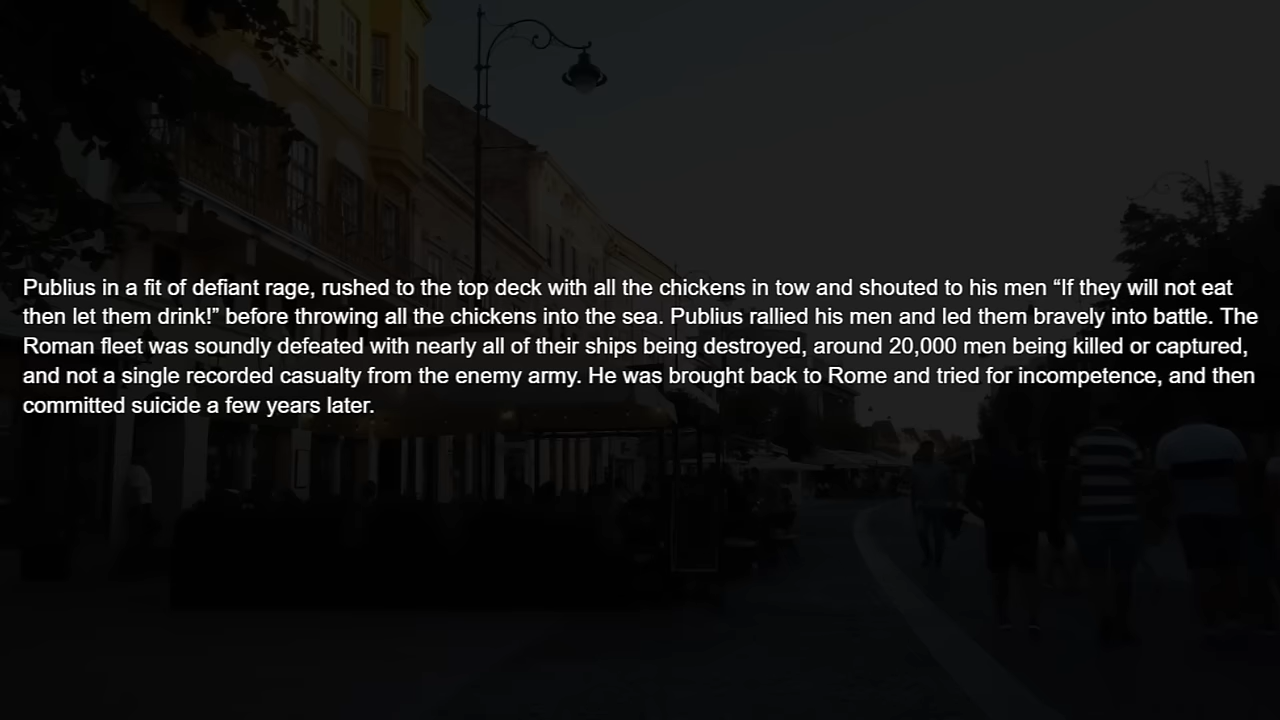 Publius in a fit of defiant rage, rushed to the top deck with all the chickens in tow and shouted to his men “If they will not eat
then let them drink!” before throwing all the chickens into the sea. Publius rallied his men and led them bravely into battle. The
Roman fleet was soundly defeated with nearly all of their ships being destroyed, around 20,000 men being killed or captured,
and not a single recorded casualty from the enemy army. He was brought back to Rome and tried for incompetence, and then
committed suicide a few years later.